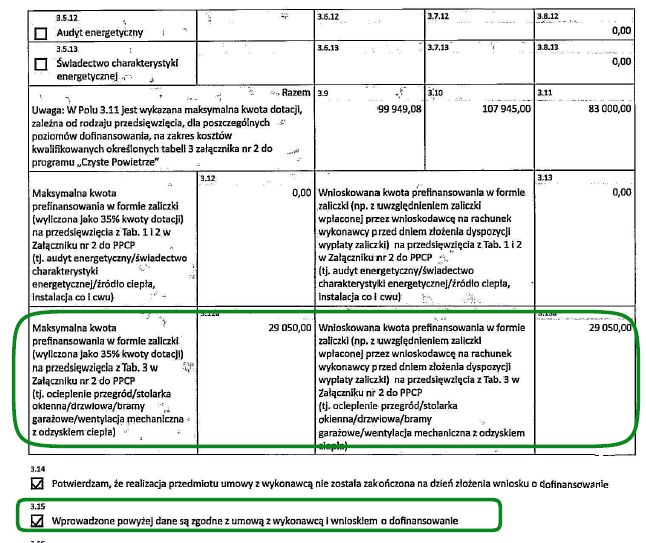 3.5.12 3.6.12 3.7.12 3.8.12
Audyt energetyczny 0,00
3.5.13 3.6.13 3.7.13 3.8.13
Świadectwo charakterystyki 0,00
energetycznej
Razem 3.9 3.10 3.11
99 949,08 107 945,00 83 000,00
Uwaga: W Polu 3.11 jest wykazana maksymalna kwota dotacji,
zależna od rodzaju przedsięwzięcia, dla poszczególnych
poziomów dofinansowania, na zakres kosztów
kwalifikowanych określonych tabeli 3 załącznika nr 2 do
programu „Czyste Powietrze”
3.12 3.13
Maksymalna kwota
prefinansowania w formie zaliczki
(wyliczona jako 35% kwoty dotacji)
na przedsięwzięcia z Tab. 1 i 2 w
Załączniku nr 2 do PPCP
(tj. audyt energetyczny/świadectwo
charakterystyki
energetycznej/źródło ciepła,
instalacja co i cwu)
0,00
Wnioskowana kwota prefinansowania w formie
zaliczki (np. z uwzględnieniem zaliczki
wpłaconej przez wnioskodawcę na rachunek
wykonawcy przed dniem złożenia dyspozycji
wypłaty zaliczki) na przedsięwzięcia z Tab. 1 i 2
w Załączniku nr 2 do PPCP
(tj. audyt energetyczny/świadectwo
charakterystyki energetycznej/źródło ciepła,
instalacja co i cwu)
0,00
3.12a 3.13a
Maksymalna kwota
prefinansowania w formie zaliczki
(wyliczona jako 35% kwoty dotacji)
na przedsięwzięcia z Tab. 3 w
Załączniku nr 2 do PPCP
(tj. ocieplenie przegród/stolarka
okienna/drzwiowa/bramy
garażowe/wentylacja mechaniczna
z odzyskiem ciepła)
29 050,00
Wnioskowana kwota prefinansowania w formie
zaliczki (np. z uwzględnieniem zaliczki
wpłaconej przez wnioskodawcę na rachunek
wykonawcy przed dniem złożenia dyspozycji
wypłaty zaliczki) na przedsięwzięcia z Tab. 3 w
Załączniku nr 2 do PPCP
(tj. ocieplenie przegród/stolarka
okienna/drzwiowa/bramy
garażowe/wentylacja mechaniczna z odzyskiem
ciepła)
29 050,00
3.14
Potwierdzam, że realizacja przedmiotu umowy z wykonawcą nie została zakończona na dzień złożenia wniosku o dofinansowanie
3.15
Wprowadzone powyżej dane są zgodne z umową z wykonawcą i wnioskiem o dofinansowanie